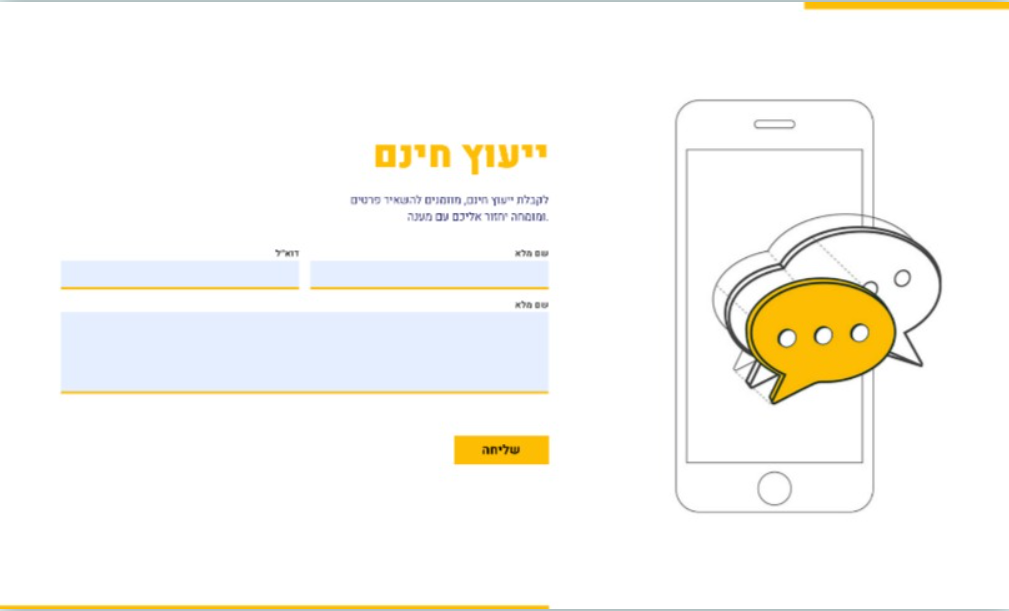 ייעוץ חינם
לקבלת ייעוץ חינם, מוזמנים להשאיר פרטים
.ומומחה יחזור אליכם עם מענה
שם מלא
דוא"ל
שם מלא
שליחה